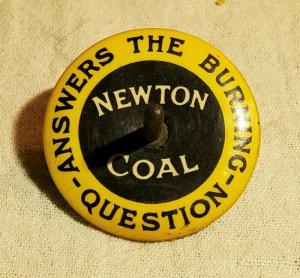 NEWTON
COAL
-ANSWERS THE BURNING-
QUESTION